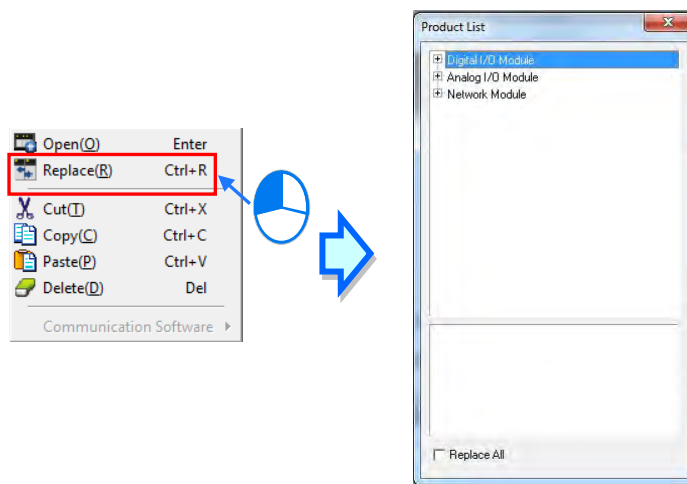 Open(O) Enter
Replace(R) Ctrl+R
Cut(T) Ctrl+X
Copy(C) Ctrl+C
Paste(P) Ctrl+V
Delete(D) Del
Communication Software
Product List
Digital I/O Module
Analog I/O Module
Network Module
Replace All